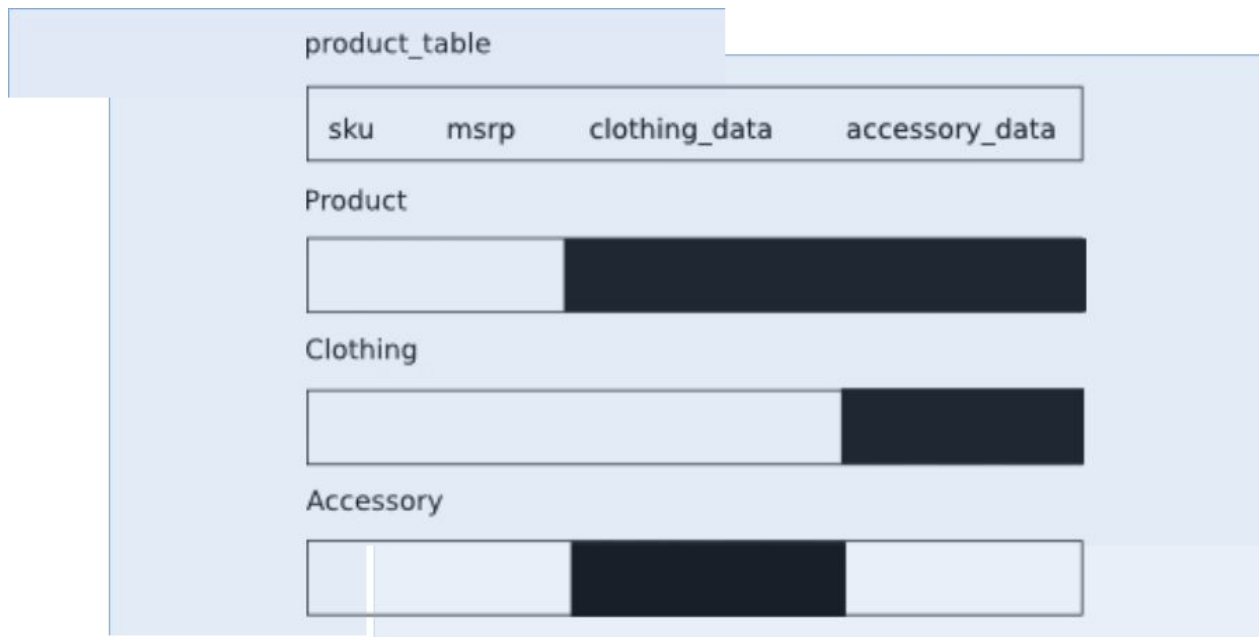 product_table
sku msrp clothing_data accessory_data
Product
Clothing
Accessory